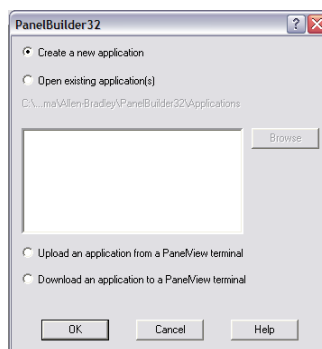 PanelBuilder32
Create a new application
Open existing application(s)
C:\...ma\Allen-Bradley\PanelBuilder32\Applications
Browse
Upload an application from a PanelView terminal
Download an application to a PanelView terminal
OK
Cancel
Help